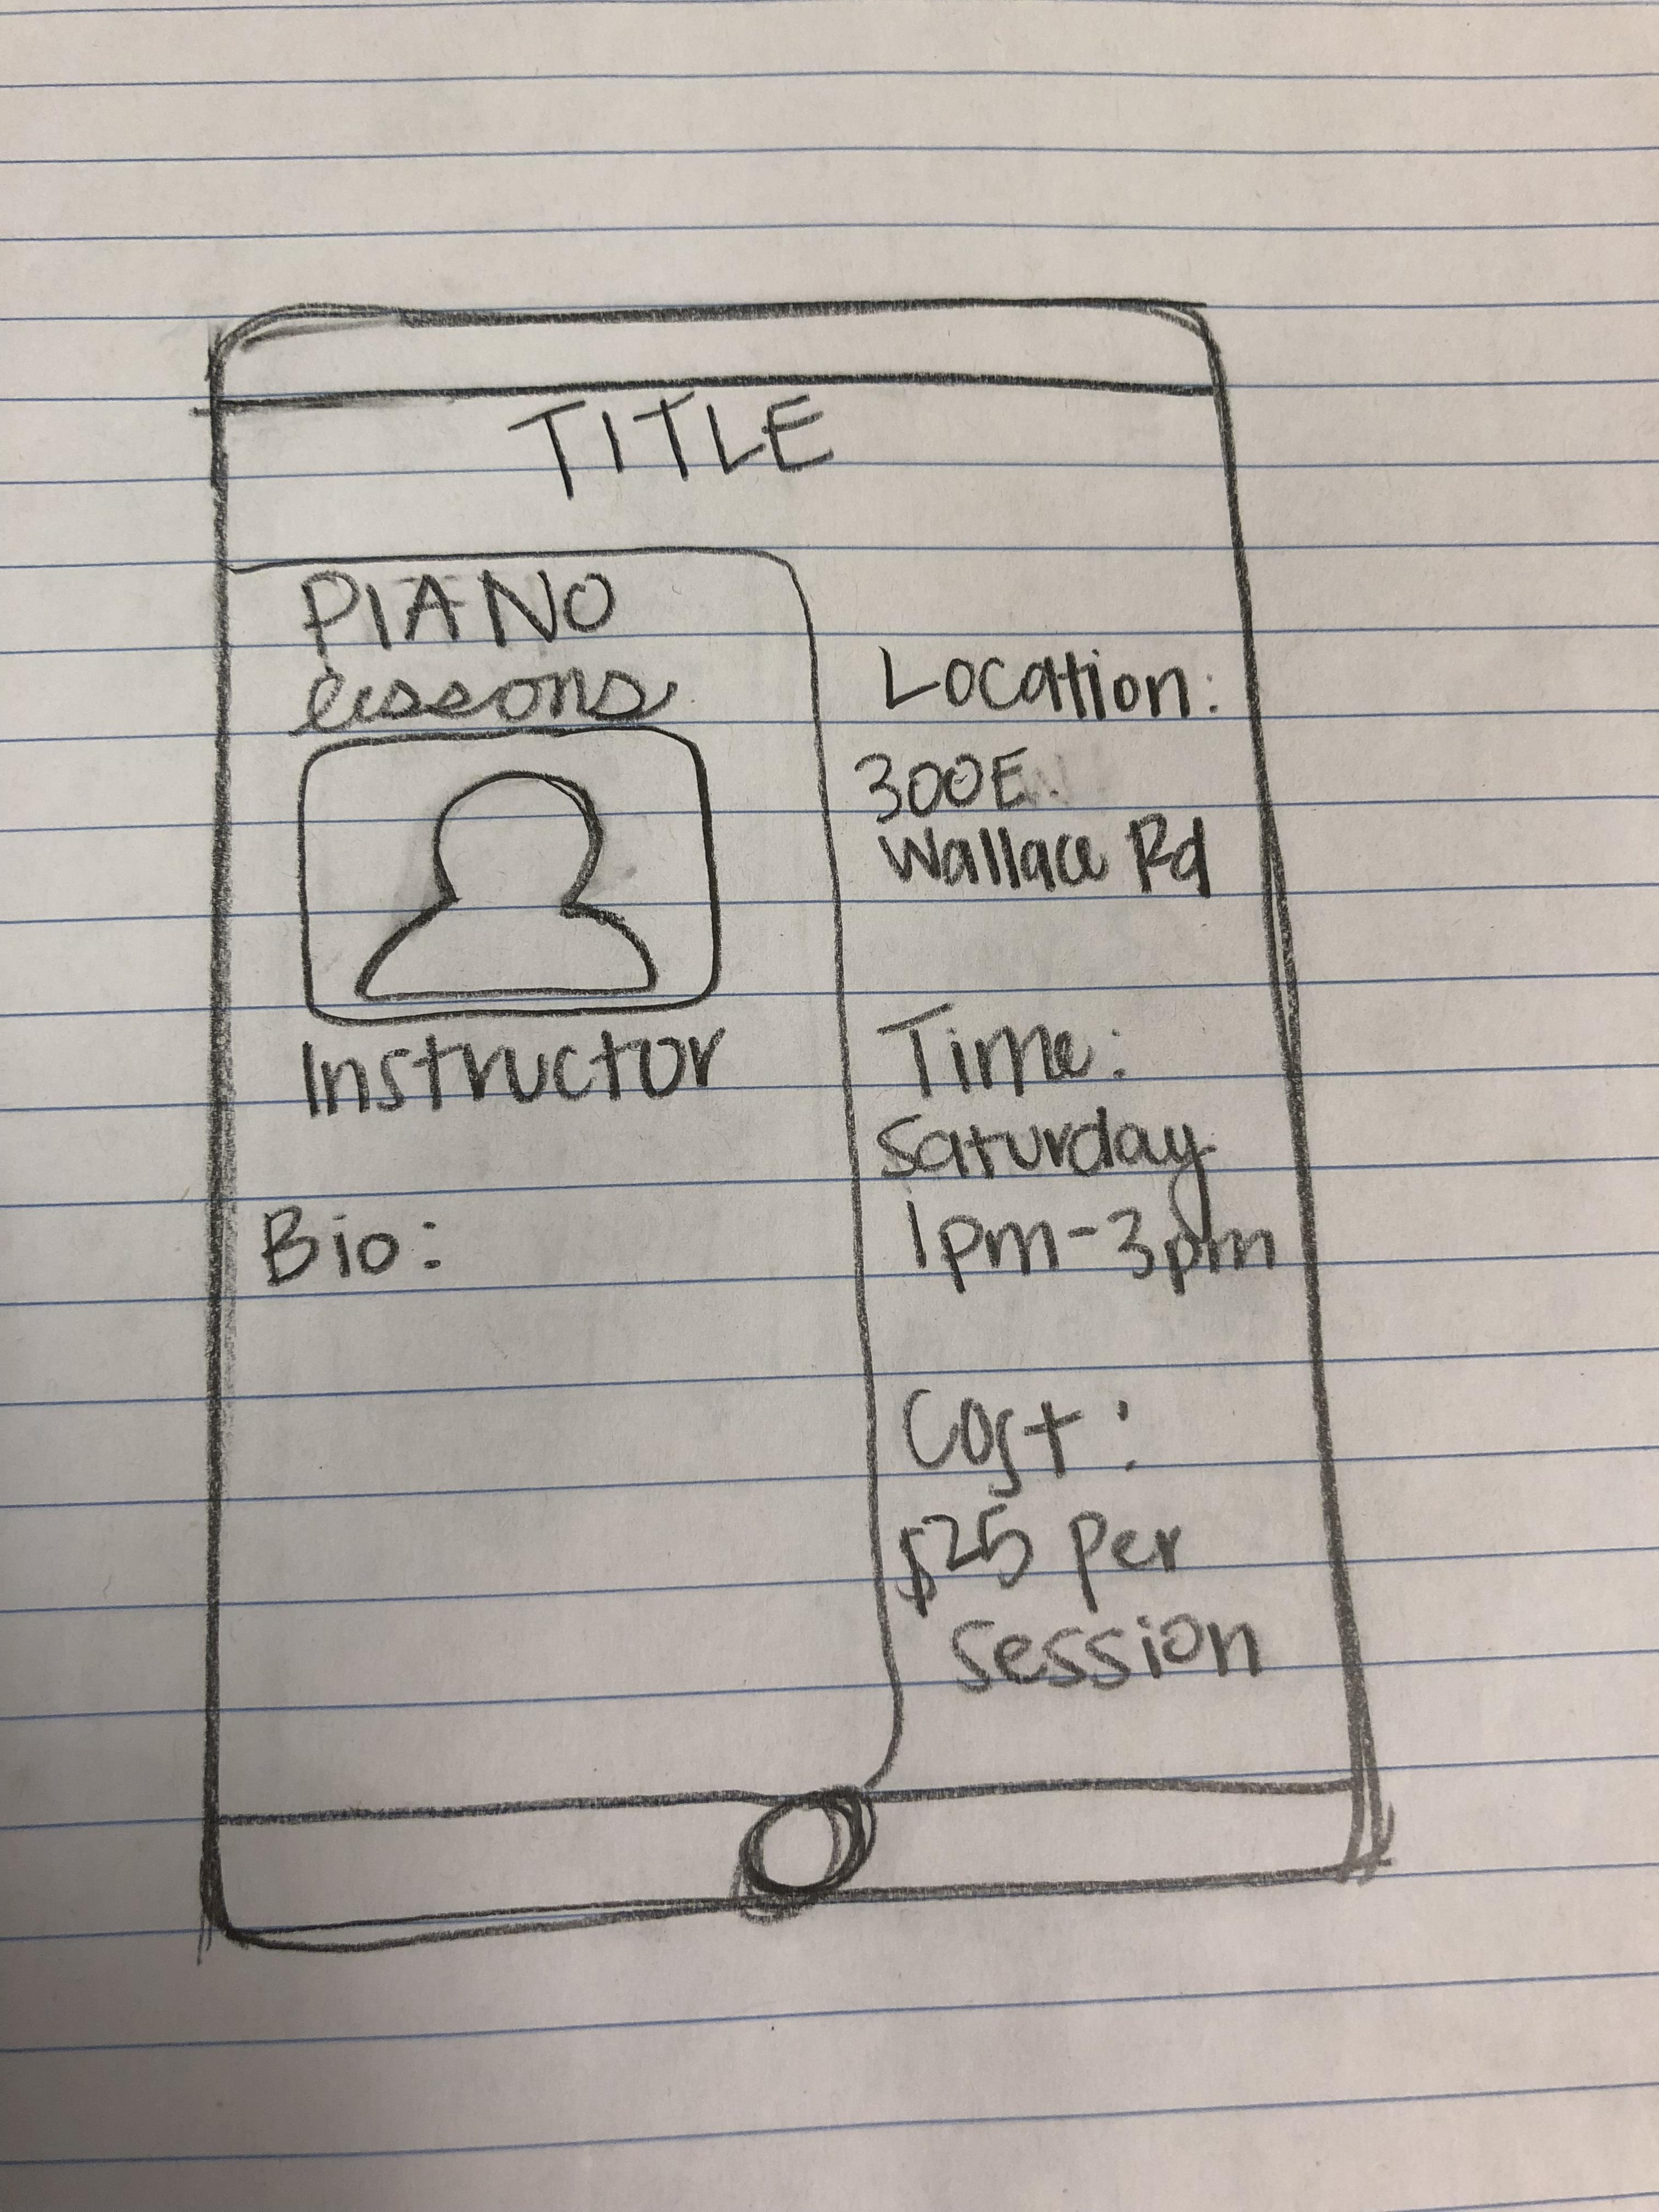 TITLE
PIANO
lessons
Instructor
Bio:
Location:
300 E.
Wallace Rd
Time:
Saturday
1pm-3pm
Cost:
$25 per
session